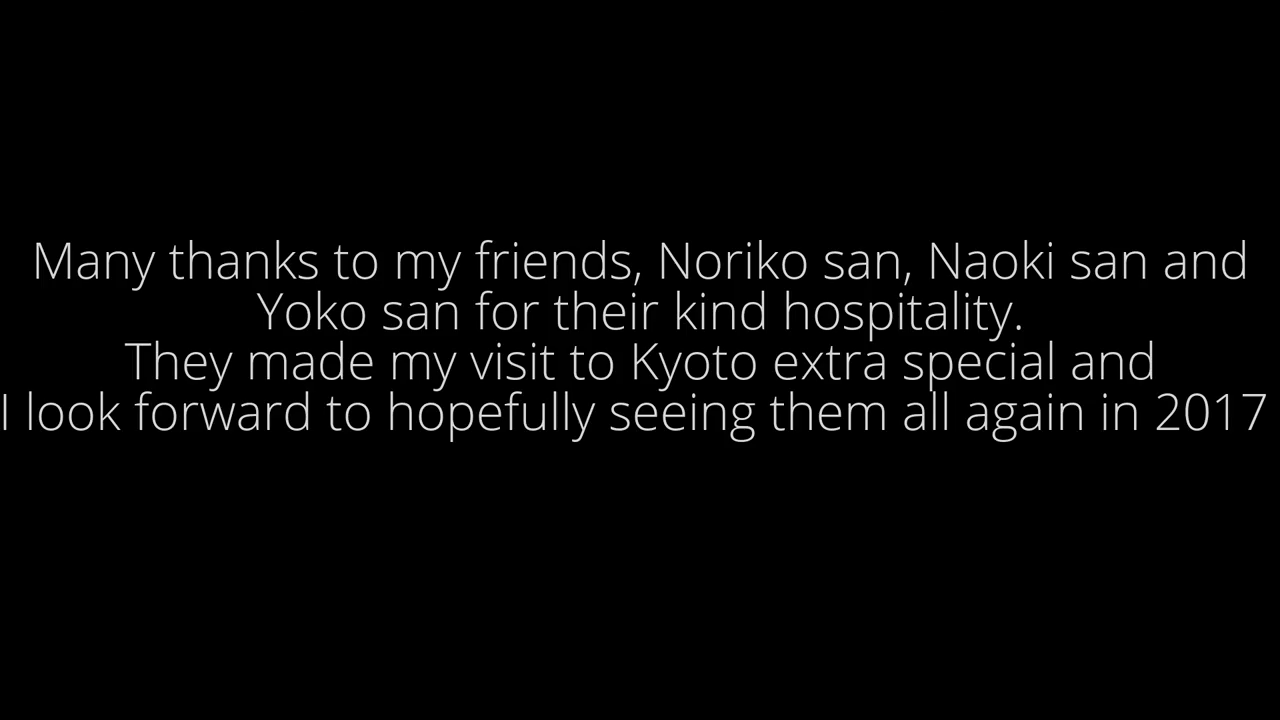 Many thanks to my friends, Noriko san, Naoki san and
Yoko san for their kind hospitality.
They made my visit to Kyoto extra special and
I look forward to hopefully seeing them all again in 2017